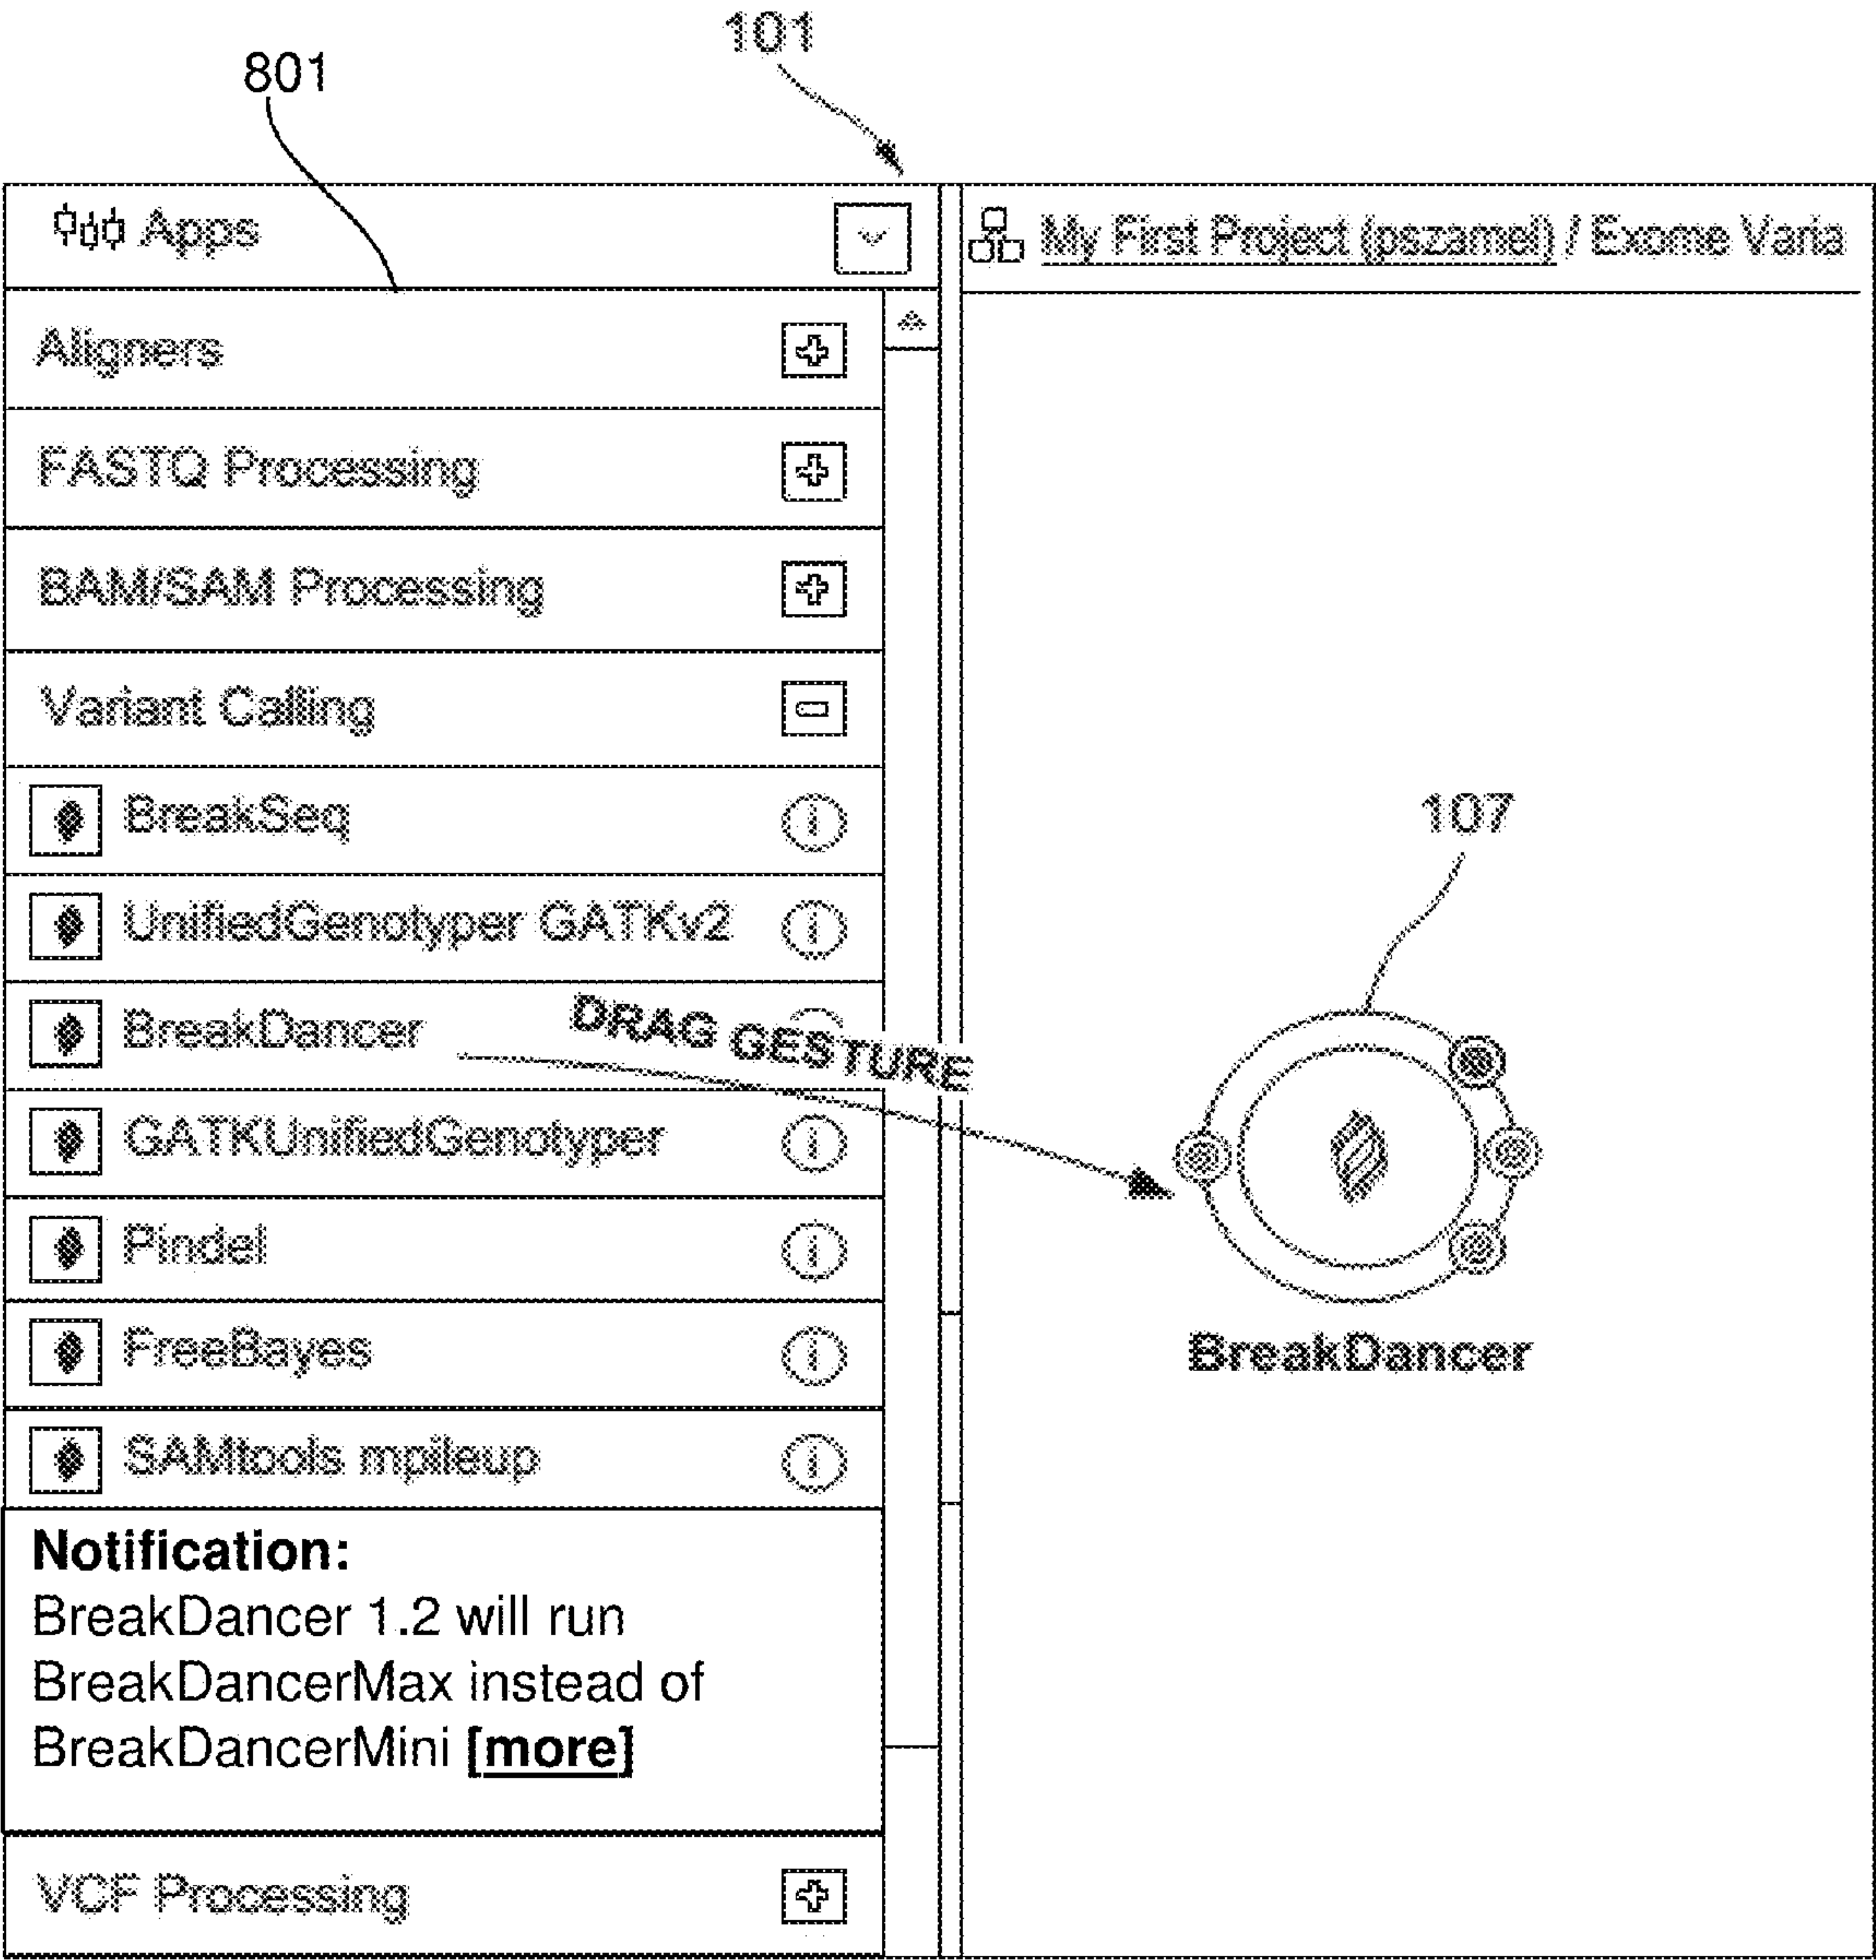 101
801
Apps
My First Project (pszamel) / Exome Varia
Aligners
FASTQ Processing
BAM/SAM Processing
Variant Calling
BreakSeq
107
UnifiedGenotyper GATKv2
BreakDancer
DRAG GESTURE
GATKUnifiedGenotyper
Pindel
FreeBayes
BreakDancer
SAMtools mpileup
Notification:
BreakDancer 1.2 will run
BreakDancerMax instead of
BreakDancerMini [more]
VCF Processing